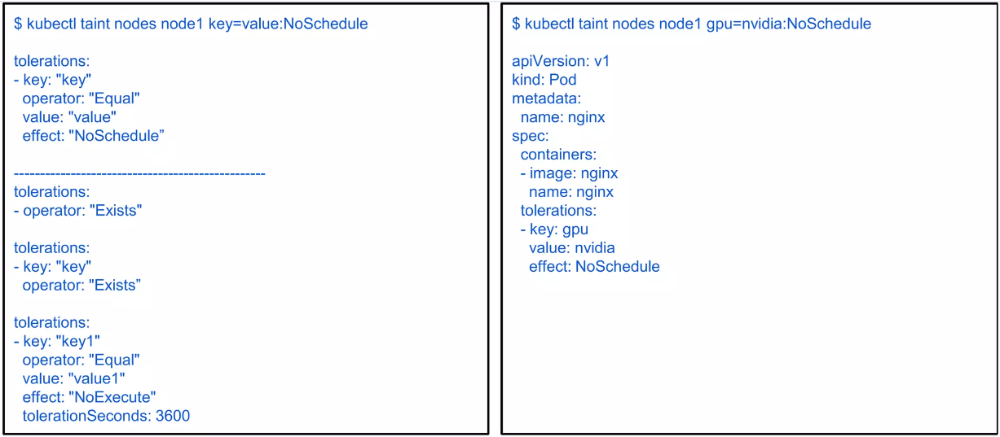 $ kubectl taint nodes node1 key=value:NoSchedule
tolerations:
- key: "key"
  operator: "Equal"
  value: "value"
  effect: "NoSchedule”
------------------------------------------------
tolerations:
- operator: "Exists"
tolerations:
- key: "key"
  operator: "Exists”
tolerations:
- key: "key1"
  operator: "Equal"
  value: "value1"
  effect: "NoExecute"
  tolerationSeconds: 3600
$ kubectl taint nodes node1 gpu=nvidia:NoSchedule
apiVersion: v1
kind: Pod
metadata:
  name: nginx
spec:
  containers:
  - image: nginx
    name: nginx
  tolerations:
  - key: gpu
    value: nvidia
    effect: NoSchedule